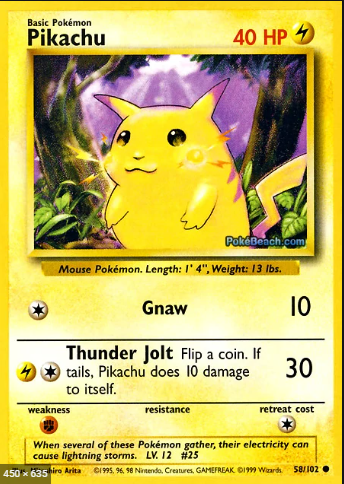 Basic Pokémon
Pikachu 40 HP
PokéBeach.com
Mouse Pokémon. Length: 1' 4", Weight: 13 lbs.
Gnaw 10
Thunder Jolt Flip a coin. If
tails, Pikachu does 10 damage
to itself.
30
weakness resistance retreat cost
When several of these Pokémon gather, their electricity can
cause lightning storms. LV. 12 #25
Arita ©1995, 96, 98 Nintendo, Creatures, GAMEFREAK. ©1999 Wizards. 58/102
450 × 635